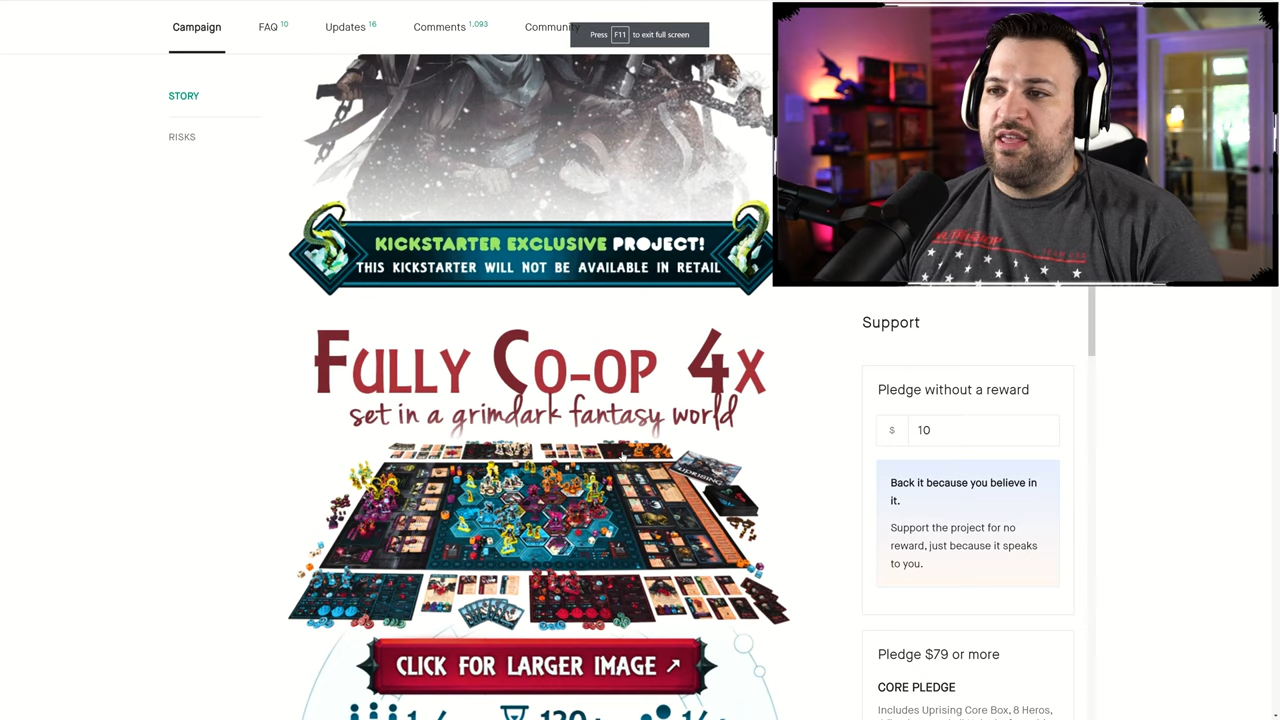 Campaign
FAQ 10
Updates 16
Comments 1,093
Community
Press F11 to exit full screen
STORY
RISKS
KICKSTARTER EXCLUSIVE PROJECT!
THIS KICKSTARTER WILL NOT BE AVAILABLE IN RETAIL
FULLY CO-OP 4X
set in a grimdark fantasy world
UPRISING
CLICK FOR LARGER IMAGE ↗
Support
Pledge without a reward
$ 10
Back it because you believe in
it.
Support the project for no
reward, just because it speaks
to you.
Pledge $79 or more
CORE PLEDGE
Includes Uprising Core Box, 8 Heros,